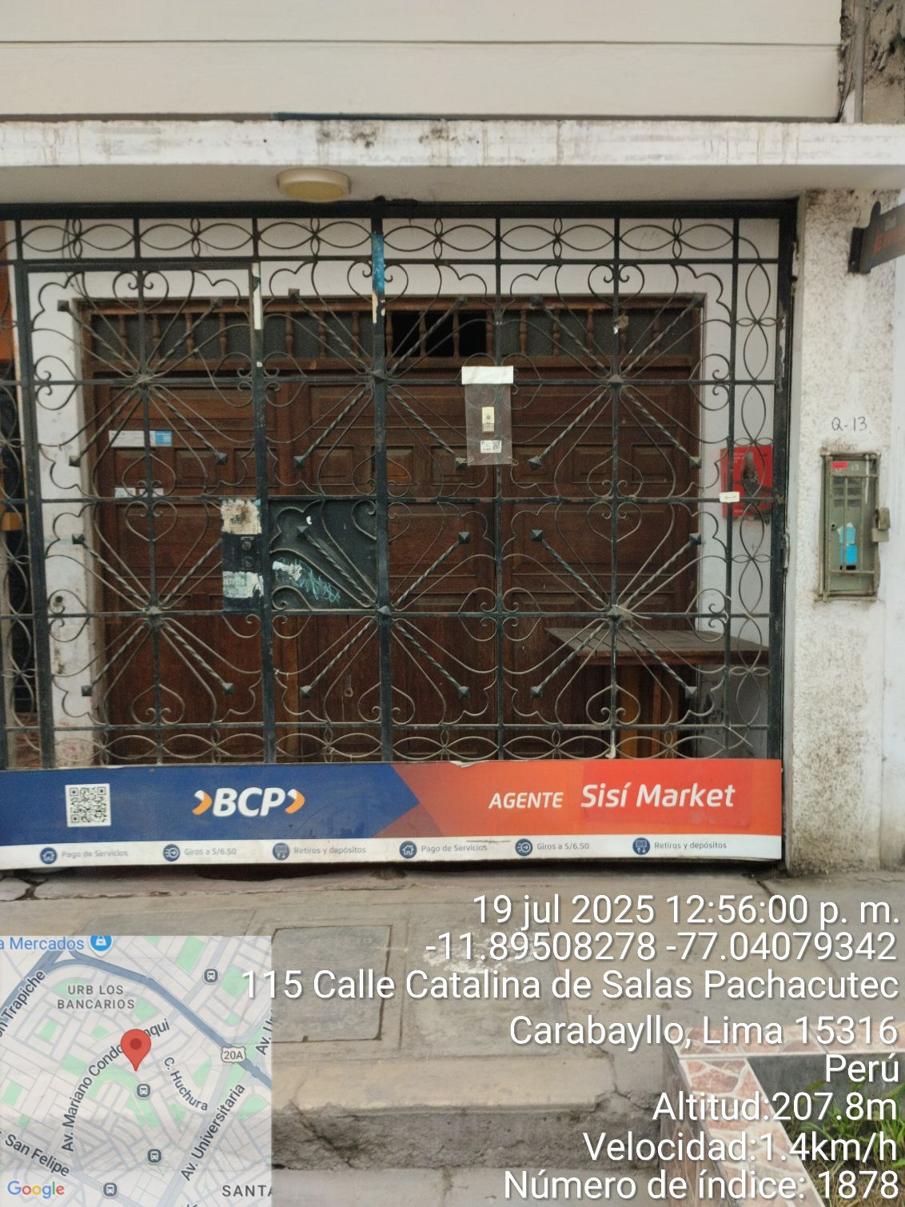 Q-13
BCP
AGENTE Sisí Market
Pago de Servicios
Giros a S/6.50
Retiros y depósitos
Pago de Servicios
Giros a S/6.50
Retiros y depósitos
19 jul 2025 12:56:00 p. m.
-11.89508278 -77.04079342
115 Calle Catalina de Salas Pachacutec
Carabayllo, Lima 15316
Perú
Altitud:207.8m
Velocidad:1.4km/h
Número de índice: 1878
a Mercados
URB LOS
BANCARIOS
Trapiche
Av. Mariano Condorcanqui
20A
C. Huchura
Av. Universitaria
San Felipe
Google
SANTA